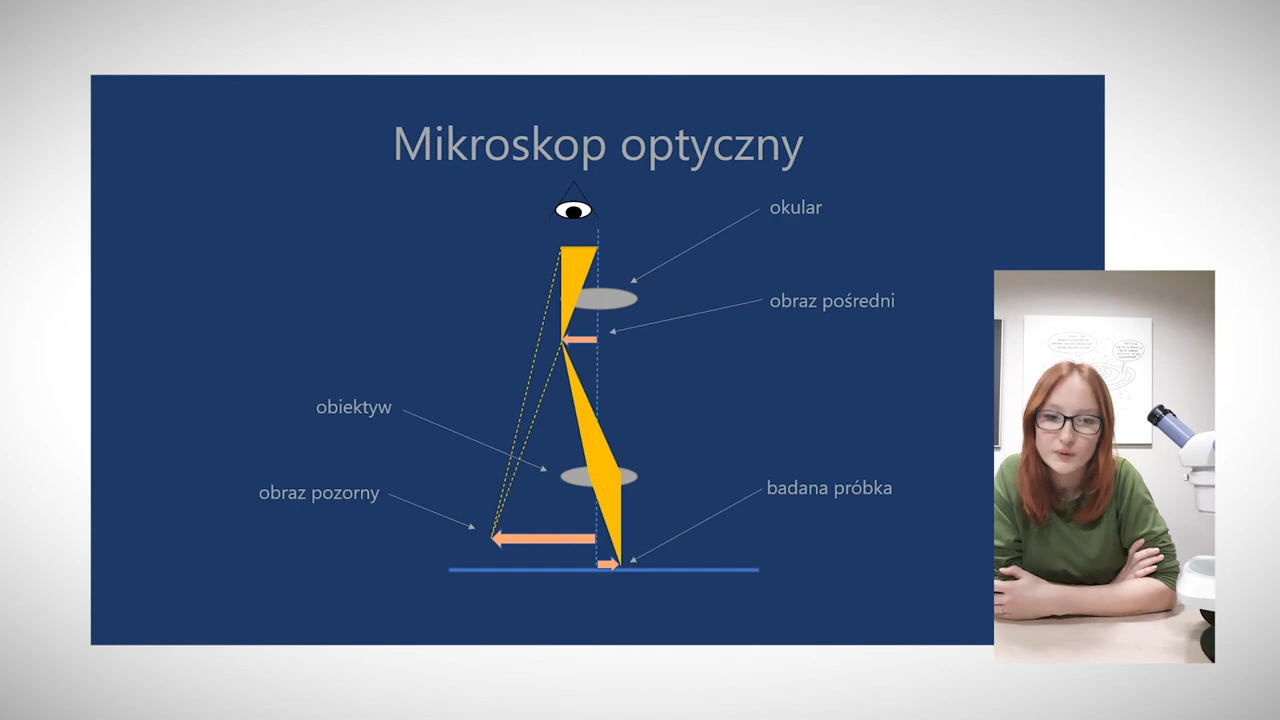 Mikroskop optyczny
okular
obraz pośredni
obiektyw
obraz pozorny
badana próbka